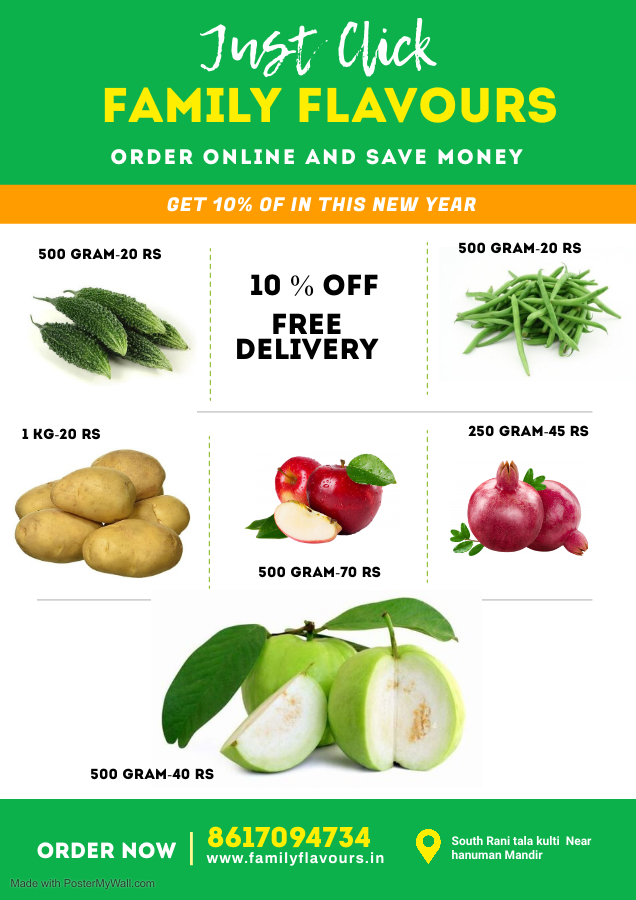 Just Click
FAMILY FLAVOURS
ORDER ONLINE AND SAVE MONEY
GET 10% OF IN THIS NEW YEAR
500 GRAM-20 RS
10 % OFF
FREE
DELIVERY
500 GRAM-20 RS
1 KG-20 RS
500 GRAM-70 RS
250 GRAM-45 RS
500 GRAM-40 RS
ORDER NOW
8617094734
www.familyflavours.in
South Rani tala kulti Near
hanuman Mandir
Made with PosterMyWall.com